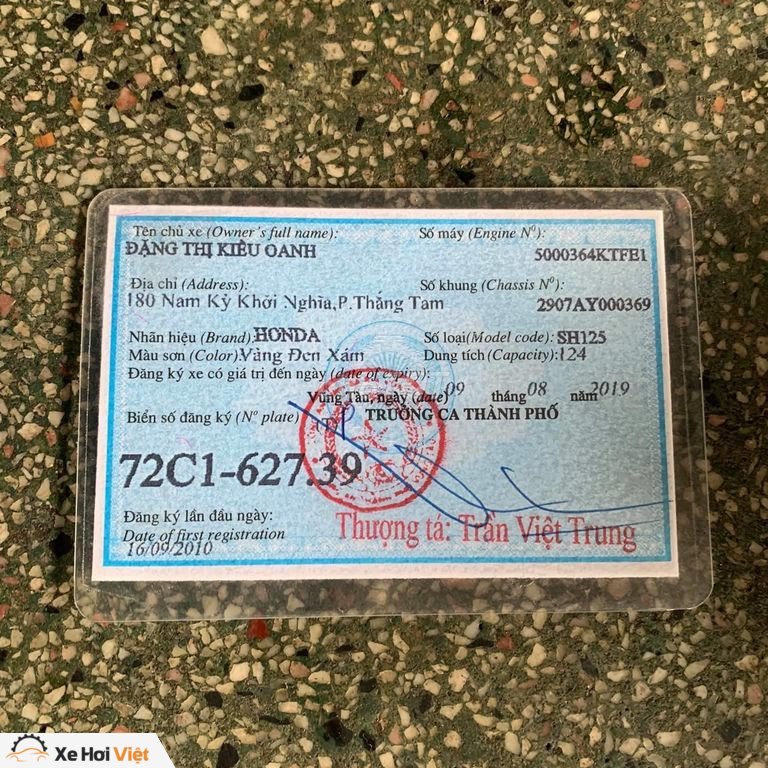 Tên chủ xe (Owner's full name):
ĐẶNG THỊ KIỀU OANH
Số máy (Engine Nº):
5000364KTFE1
Địa chỉ (Address):
180 Nam Kỳ Khởi Nghĩa,P.Thắng Tam
Số khung (Chassis Nº):
2907AY000369
Nhãn hiệu (Brand): HONDA
Số loại(Model code): SH125
Màu sơn (Color): Vàng Đen Xám
Dung tích (Capacity): 124
Đăng ký xe có giá trị đến ngày (date of expiry):
Vũng Tàu, ngày (date) 09 tháng 08 năm 2019
Biển số đăng ký (Nº plate)
TRƯỞNG CA THÀNH PHỐ
72C1-627.39
Đăng ký lần đầu ngày:
Date of first registration
16/09/2010
Thượng tá: Trần Việt Trung
Xe Hơi Việt